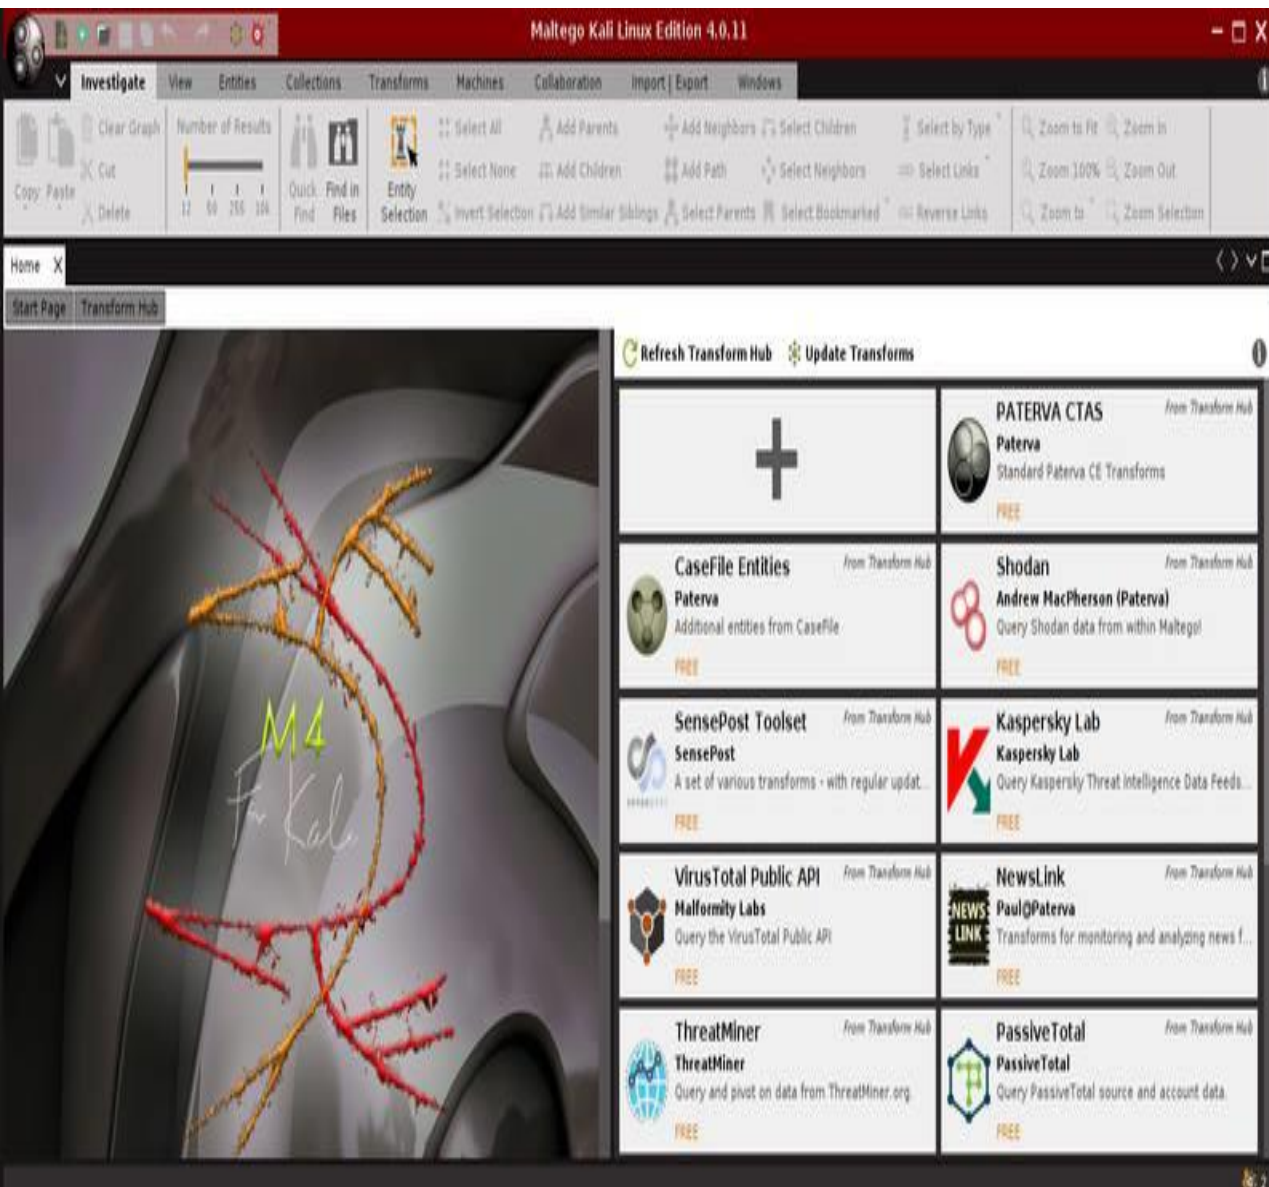 Maltego Kali Linux Edition 4.0.11
Investigate View Entities Collections Transforms Machines Collaboration Import | Export Windows
Clear Graph Number of Results Select All Add Parents Add Neighbors Select Children Select by Type Zoom to Fit Zoom in
Cut Select None Add Children Add Path Select Neighbors Select Links Zoom 100% Zoom Out
Copy Paste Quick Find Find in Files Entity Selection
Delete 12 50 255 10k Invert Selection Add Similar Siblings Select Parents Select Bookmarked Reverse Links Zoom to Zoom Selection
Home X
Start Page Transform Hub
Refresh Transform Hub Update Transforms
PATERVA CTAS From Transform Hub
Paterva
Standard Paterva CE Transforms
FREE
CaseFile Entities From Transform Hub
Paterva
Additional entities from CaseFile
FREE
Shodan From Transform Hub
Andrew MacPherson (Paterva)
Query Shodan data from within Maltego!
FREE
SensePost Toolset From Transform Hub
SensePost
A set of various transforms - with regular updat...
FREE
Kaspersky Lab From Transform Hub
Kaspersky Lab
Query Kaspersky Threat Intelligence Data Feeds...
FREE
VirusTotal Public API From Transform Hub
Malformity Labs
Query the VirusTotal Public API
FREE
NEWS
LINK
NewsLink From Transform Hub
Paul@Paterva
Transforms for monitoring and analyzing news f...
FREE
ThreatMiner From Transform Hub
ThreatMiner
Query and pivot on data from ThreatMiner.org.
FREE
PassiveTotal From Transform Hub
PassiveTotal
Query PassiveTotal source and account data.
FREE
M4
For Kali